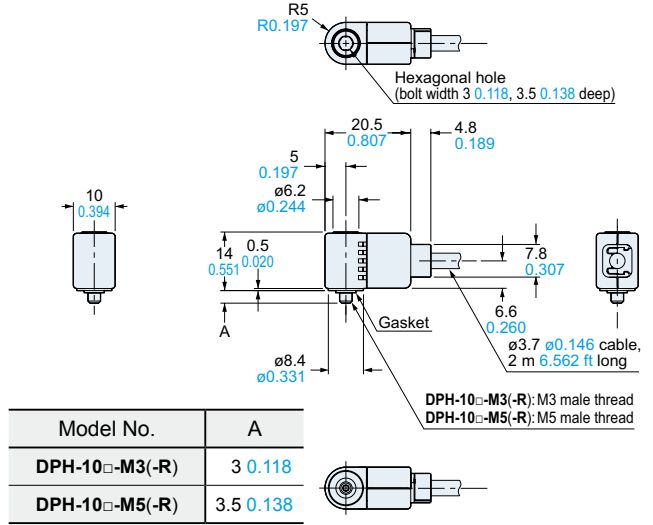 R5
R0.197
Hexagonal hole
(bolt width 3 0.118, 3.5 0.138 deep)
20.5
0.807
4.8
0.189
5
0.197
ø6.2
ø0.244
10
0.394
14
0.551
0.5
0.020
7.8
0.307
A
Gasket
6.6
0.260
ø3.7 ø0.146 cable,
2 m 6.562 ft long
ø8.4
ø0.331
DPH-10□-M3(-R): M3 male thread
DPH-10□-M5(-R): M5 male thread
Model No. A
DPH-10□-M3(-R) 3 0.118
DPH-10□-M5(-R) 3.5 0.138